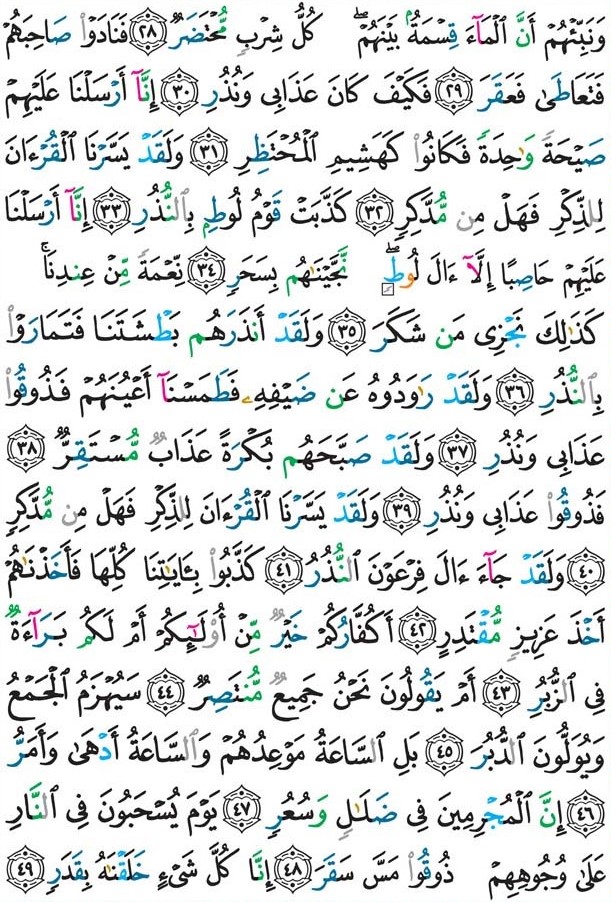 وَنَبِّئْهُمْ أَنَّ ٱلْمَآءَ قِسْمَةٌۢ بَيْنَهُمْ ۖ كُلُّ شِرْبٍۢ مُّحْتَضَرٌۭ ﴿٢٨﴾ فَنَادَوْا۟ صَاحِبَهُمْ
فَتَعَاطَىٰ فَعَقَرَ ﴿٢٩﴾ فَكَيْفَ كَانَ عَذَابِى وَنُذُرِ ﴿٣٠﴾ إِنَّآ أَرْسَلْنَا عَلَيْهِمْ
صَيْحَةًۭ وَٰحِدَةًۭ فَكَانُوا۟ كَهَشِيمِ ٱلْمُحْتَظِرِ ﴿٣١﴾ وَلَقَدْ يَسَّرْنَا ٱلْقُرْءَانَ
لِلذِّكْرِ فَهَلْ مِن مُّدَّكِرٍۢ ﴿٣٢﴾ كَذَّبَتْ قَوْمُ لُوطٍۭ بِٱلنُّذُرِ ﴿٣٣﴾ إِنَّآ أَرْسَلْنَا
عَلَيْهِمْ حَاصِبًا إِلَّآ ءَالَ لُوطٍۢ ۖ نَّجَّيْنَـٰهُم بِسَحَرٍۢ ﴿٣٤﴾ نِّعْمَةًۭ مِّنْ عِندِنَا ۚ
كَذَٰلِكَ نَجْزِى مَن شَكَرَ ﴿٣٥﴾ وَلَقَدْ أَنذَرَهُم بَطْشَتَنَا فَتَمَارَوْا۟
بِٱلنُّذُرِ ﴿٣٦﴾ وَلَقَدْ رَٰوَدُوهُ عَن ضَيْفِهِۦ فَطَمَسْنَآ أَعْيُنَهُمْ فَذُوقُوا۟
عَذَابِى وَنُذُرِ ﴿٣٧﴾ وَلَقَدْ صَبَّحَهُم بُكْرَةً عَذَابٌۭ مُّسْتَقِرٌّۭ ﴿٣٨﴾
فَذُوقُوا۟ عَذَابِى وَنُذُرِ ﴿٣٩﴾ وَلَقَدْ يَسَّرْنَا ٱلْقُرْءَانَ لِلذِّكْرِ فَهَلْ مِن مُّدَّكِرٍۢ
﴿٤٠﴾ وَلَقَدْ جَآءَ ءَالَ فِرْعَوْنَ ٱلنُّذُرُ ﴿٤١﴾ كَذَّبُوا۟ بِـَٔايَـٰتِنَا كُلِّهَا فَأَخَذْنَـٰهُمْ
أَخْذَ عَزِيزٍۢ مُّقْتَدِرٍ ﴿٤٢﴾ أَكُفَّارُكُمْ خَيْرٌۭ مِّنْ أُو۟لَـٰٓئِكُمْ أَمْ لَكُم بَرَآءَةٌۭ
فِى ٱلزُّبُرِ ﴿٤٣﴾ أَمْ يَقُولُونَ نَحْنُ جَمِيعٌۭ مُّنتَصِرٌۭ ﴿٤٤﴾ سَيُهْزَمُ ٱلْجَمْعُ
وَيُوَلُّونَ ٱلدُّبُرَ ﴿٤٥﴾ بَلِ ٱلسَّاعَةُ مَوْعِدُهُمْ وَٱلسَّاعَةُ أَدْهَىٰ وَأَمَرُّ
﴿٤٦﴾ إِنَّ ٱلْمُجْرِمِينَ فِى ضَلَـٰلٍۢ وَسُعُرٍۢ ﴿٤٧﴾ يَوْمَ يُسْحَبُونَ فِى ٱلنَّارِ
عَلَىٰ وُجُوهِهِمْ ذُوقُوا۟ مَسَّ سَقَرَ ﴿٤٨﴾ إِنَّا كُلَّ شَىْءٍ خَلَقْنَـٰهُ بِقَدَرٍۢ ﴿٤٩﴾